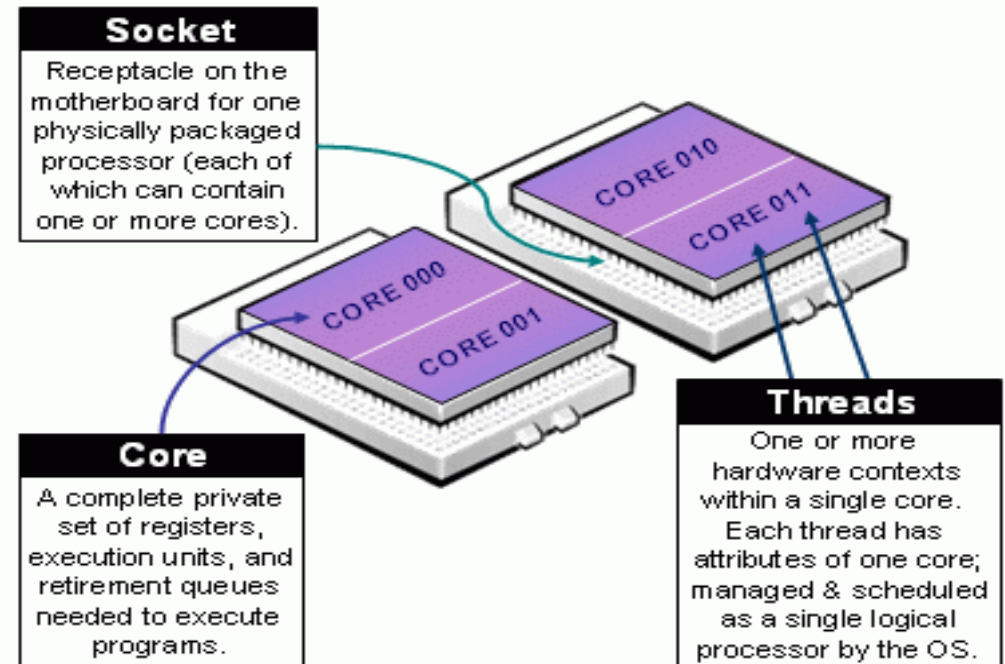 Socket
Receptacle on the
motherboard for one
physically packaged
processor (each of
which can contain
one or more cores).
CORE 010
CORE 011
CORE 000
CORE 001
Core
A complete private
set of registers,
execution units, and
retirement queues
needed to execute
programs.
Threads
One or more
hardware contexts
within a single core.
Each thread has
attributes of one core;
managed & scheduled
as a single logical
processor by the OS.